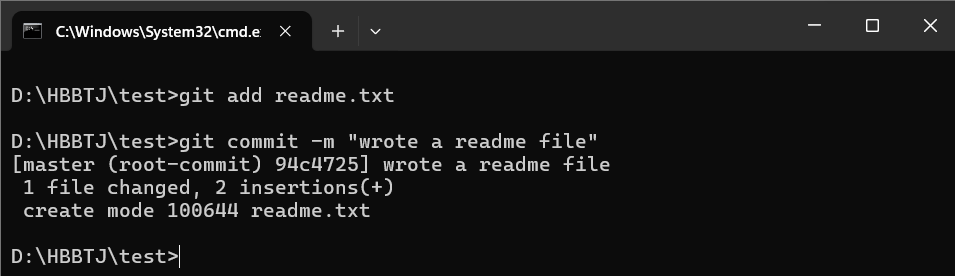 C:\Windows\System32\cmd.e
D:\HBBTJ\test>git add readme.txt
D:\HBBTJ\test>git commit -m "wrote a readme file"
[master (root-commit) 94c4725] wrote a readme file
 1 file changed, 2 insertions(+)
 create mode 100644 readme.txt
D:\HBBTJ\test>